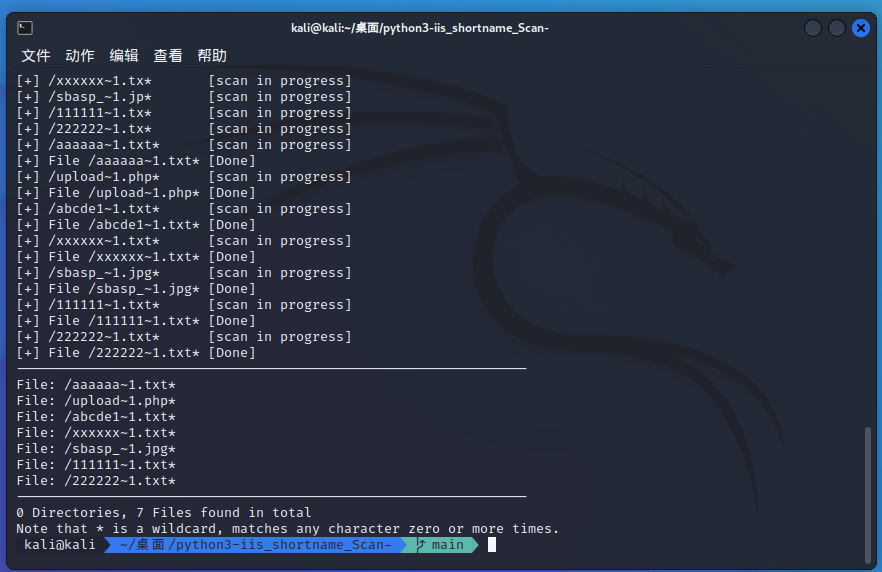 kali@kali:~/桌面/python3-iis_shortname_Scan-
文件 动作 编辑 查看 帮助
[+] /xxxxxx~1.tx* [scan in progress]
[+] /sbasp_~1.jp* [scan in progress]
[+] /111111~1.tx* [scan in progress]
[+] /222222~1.tx* [scan in progress]
[+] /aaaaaa~1.txt* [scan in progress]
[+] File /aaaaaa~1.txt* [Done]
[+] /upload~1.php* [scan in progress]
[+] File /upload~1.php* [Done]
[+] /abcde1~1.txt* [scan in progress]
[+] File /abcde1~1.txt* [Done]
[+] /xxxxxx~1.txt* [scan in progress]
[+] File /xxxxxx~1.txt* [Done]
[+] /sbasp_~1.jpg* [scan in progress]
[+] File /sbasp_~1.jpg* [Done]
[+] /111111~1.txt* [scan in progress]
[+] File /111111~1.txt* [Done]
[+] /222222~1.txt* [scan in progress]
[+] File /222222~1.txt* [Done]
File: /aaaaaa~1.txt*
File: /upload~1.php*
File: /abcde1~1.txt*
File: /xxxxxx~1.txt*
File: /sbasp_~1.jpg*
File: /111111~1.txt*
File: /222222~1.txt*
0 Directories, 7 Files found in total
Note that * is a wildcard, matches any character zero or more times.
kali@kali ~/桌面/python3-iis_shortname_Scan- main